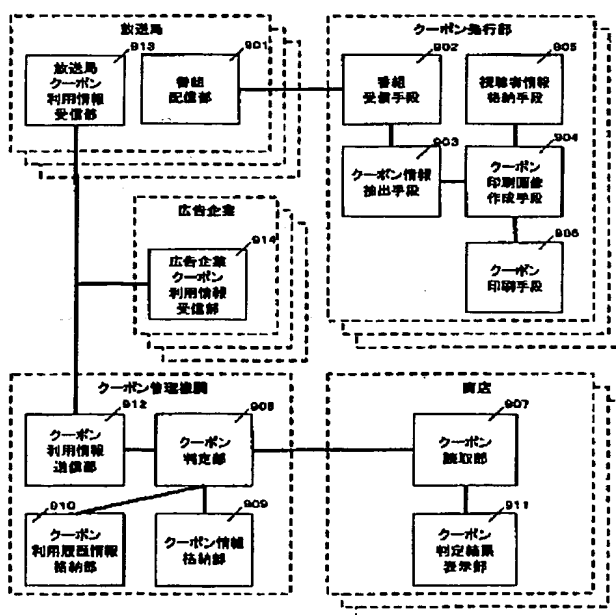 放送局
913
放送局
クーポン
利用情報
受信部
901
番組
配信部
クーポン発行部
902
番組
受信手段
905
視聴者情報
格納手段
903
クーポン情報
抽出手段
904
クーポン
印刷画像
作成手段
906
クーポン
印刷手段
広告企業
914
広告企業
クーポン
利用情報
受信部
クーポン管理機関
912
クーポン
利用情報
送信部
908
クーポン
判定部
910
クーポン
利用履歴情報
格納部
909
クーポン情報
格納部
商店
907
クーポン
読取部
911
クーポン
判定結果
表示部